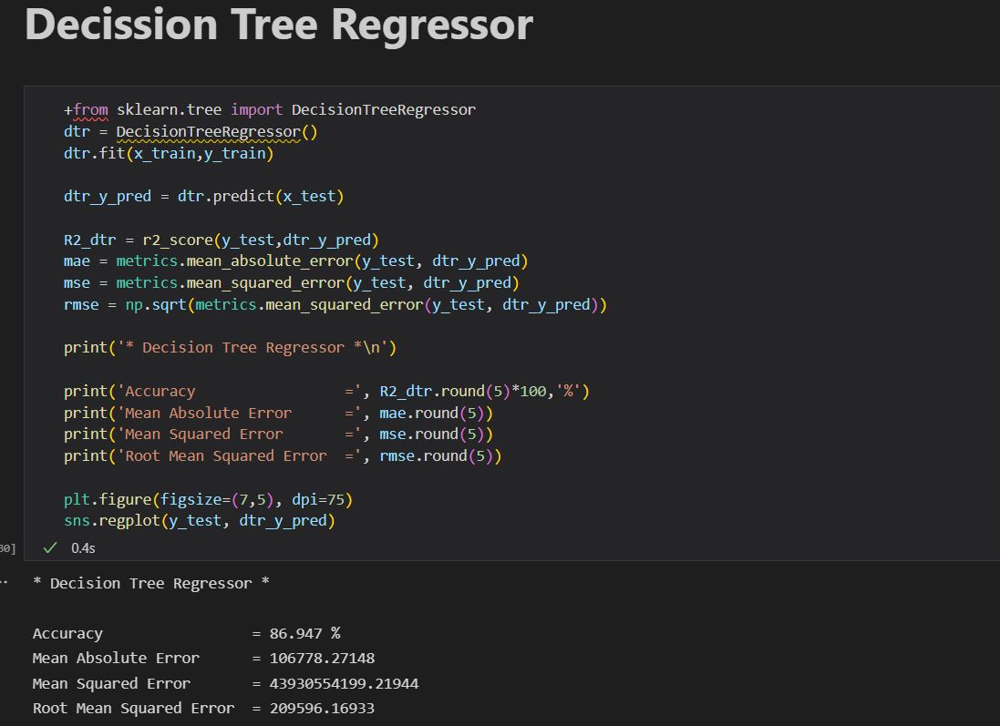 Decission Tree Regressor
+from sklearn.tree import DecisionTreeRegressor
dtr = DecisionTreeRegressor()
dtr.fit(x_train,y_train)
dtr_y_pred = dtr.predict(x_test)
R2_dtr = r2_score(y_test,dtr_y_pred)
mae = metrics.mean_absolute_error(y_test, dtr_y_pred)
mse = metrics.mean_squared_error(y_test, dtr_y_pred)
rmse = np.sqrt(metrics.mean_squared_error(y_test, dtr_y_pred))
print('* Decision Tree Regressor *\n')
print('Accuracy                 =', R2_dtr.round(5)*100,'%')
print('Mean Absolute Error      =', mae.round(5))
print('Mean Squared Error       =', mse.round(5))
print('Root Mean Squared Error  =', rmse.round(5))
plt.figure(figsize=(7,5), dpi=75)
sns.regplot(y_test, dtr_y_pred)
0.4s
* Decision Tree Regressor *
Accuracy                 = 86.947 %
Mean Absolute Error      = 106778.27148
Mean Squared Error       = 43930554199.21944
Root Mean Squared Error  = 209596.16933